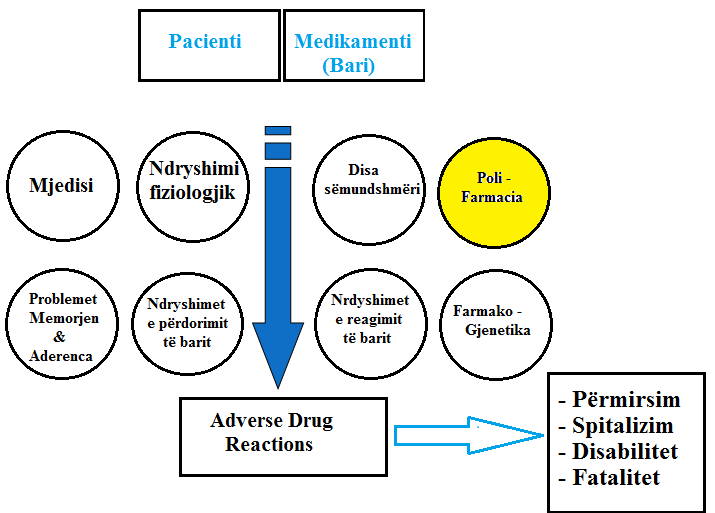 Pacienti
Medikamenti
(Bari)
Mjedisi
Ndryshimi
fiziologjik
Disa
sëmundshmëri
Poli -
Farmacia
Problemet
Memorjen
&
Aderenca
Ndryshimet
e përdorimit
të barit
Nrdyshimet
e reagimit
të barit
Farmako -
Gjenetika
Adverse Drug
Reactions
- Përmirsim
- Spitalizim
- Disabilitet
- Fatalitet